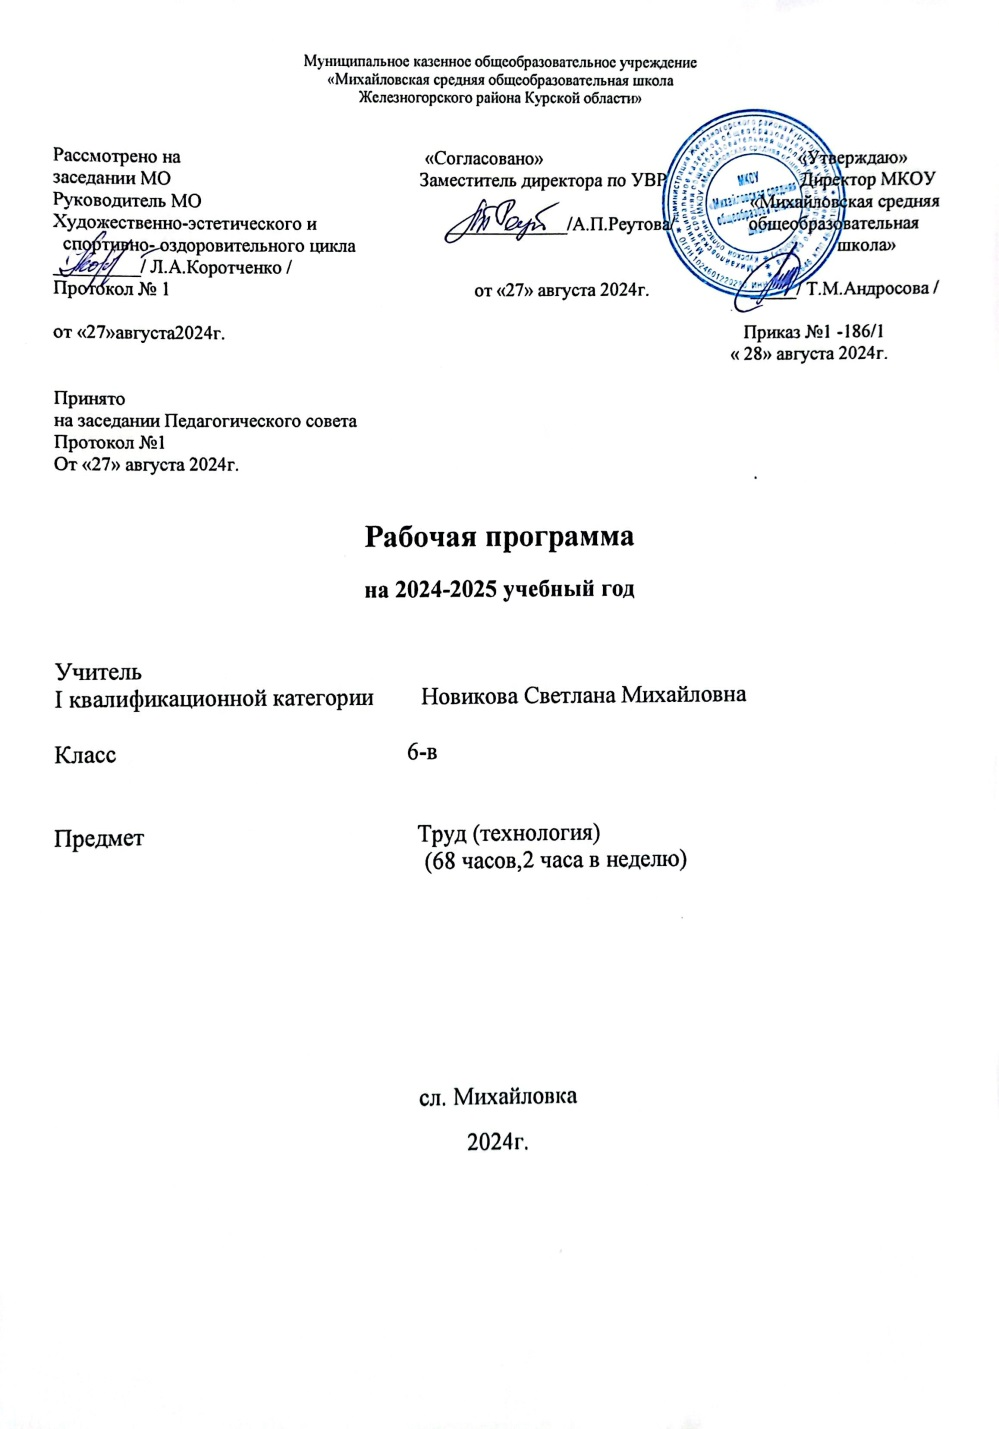 Муниципальное казенное общеобразовательное учреждение
«Михайловская средняя общеобразовательная школа
Железногорского района Курской области»
Рассмотрено на
заседании МО
Руководитель МО
Художественно-эстетического и
спортивно- оздоровительного цикла
/ Л.А.Коротченко /
Протокол № 1
от «27»августа2024г.
«Согласовано»
Заместитель директора по УВР
/А.П.Реутова/
от «27» августа 2024г.
«Утверждаю»
Директор МКОУ
«Михайловская средняя
общеобразовательная
школа»
/ Т.М.Андросова /
Приказ №1 -186/1
« 28» августа 2024г.
МКОУ
Принято
на заседании Педагогического совета
Протокол №1
От «27» августа 2024г.
Рабочая программа
на 2024-2025 учебный год
Учитель
I квалификационной категории Новикова Светлана Михайловна
Класс 6-в
Предмет Труд (технология)
(68 часов,2 часа в неделю)
сл. Михайловка
2024г.